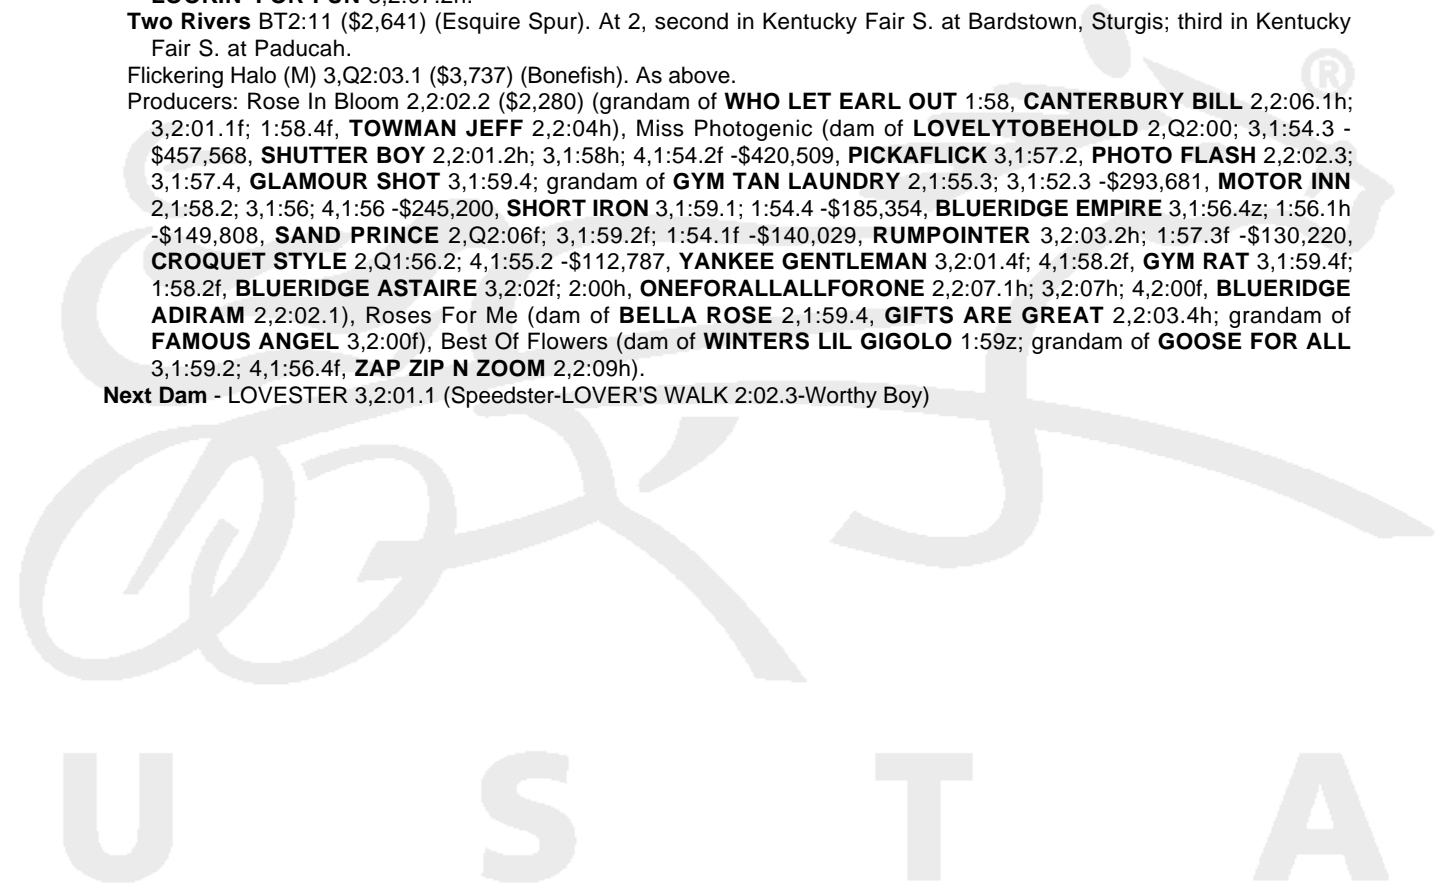 LOOKIN' FOR FUN 3,2:07.2h.
Two Rivers BT2:11 ($2,641) (Esquire Spur). At 2, second in Kentucky Fair S. at Bardstown, Sturgis; third in Kentucky
Fair S. at Paducah.
Flickering Halo (M) 3,Q2:03.1 ($3,737) (Bonefish). As above.
Producers: Rose In Bloom 2,2:02.2 ($2,280) (grandam of WHO LET EARL OUT 1:58, CANTERBURY BILL 2,2:06.1h;
3,2:01.1f; 1:58.4f, TOWMAN JEFF 2,2:04h), Miss Photogenic (dam of LOVELYTOBEHOLD 2,Q2:00; 3,1:54.3 -
$457,568, SHUTTER BOY 2,2:01.2h; 3,1:58h; 4,1:54.2f -$420,509, PICKAFLICK 3,1:57.2, PHOTO FLASH 2,2:02.3;
3,1:57.4, GLAMOUR SHOT 3,1:59.4; grandam of GYM TAN LAUNDRY 2,1:55.3; 3,1:52.3 -$293,681, MOTOR INN
2,1:58.2; 3,1:56; 4,1:56 -$245,200, SHORT IRON 3,1:59.1; 1:54.4 -$185,354, BLUERIDGE EMPIRE 3,1:56.4z; 1:56.1h
-$149,808, SAND PRINCE 2,Q2:06f; 3,1:59.2f; 1:54.1f -$140,029, RUMPOINTER 3,2:03.2h; 1:57.3f -$130,220,
CROQUET STYLE 2,Q1:56.2; 4,1:55.2 -$112,787, YANKEE GENTLEMAN 3,2:01.4f; 4,1:58.2f, GYM RAT 3,1:59.4f;
1:58.2f, BLUERIDGE ASTAIRE 3,2:02f; 2:00h, ONEFORALLALLFORONE 2,2:07.1h; 3,2:07h; 4,2:00f, BLUERIDGE
ADIRAM 2,2:02.1), Roses For Me (dam of BELLA ROSE 2,1:59.4, GIFTS ARE GREAT 2,2:03.4h; grandam of
FAMOUS ANGEL 3,2:00f), Best Of Flowers (dam of WINTERS LIL GIGOLO 1:59z; grandam of GOOSE FOR ALL
3,1:59.2; 4,1:56.4f, ZAP ZIP N ZOOM 2,2:09h).
Next Dam - LOVESTER 3,2:01.1 (Speedster-LOVER'S WALK 2:02.3-Worthy Boy)
®
U S T A